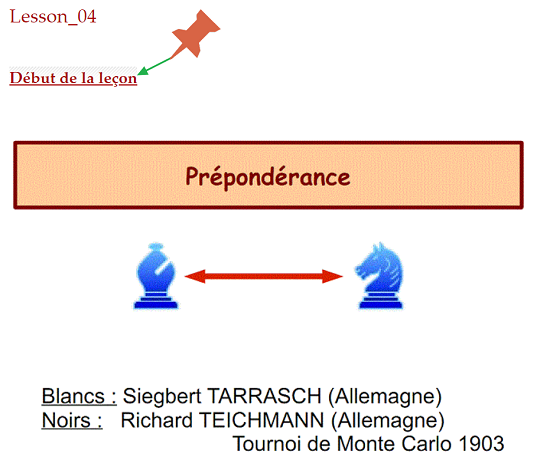 Lesson_04
Début de la leçon
Prépondérance
Blancs : Siegbert TARRASCH (Allemagne)
Noirs : Richard TEICHMANN (Allemagne)
Tournoi de Monte Carlo 1903